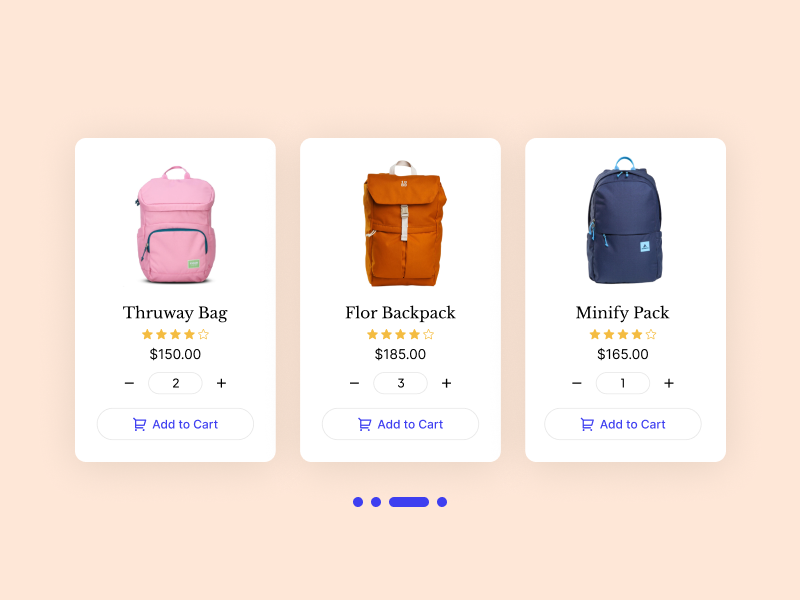 Thruway Bag
$150.00
− 2 +
Add to Cart
Flor Backpack
$185.00
− 3 +
Add to Cart
Minify Pack
$165.00
− 1 +
Add to Cart